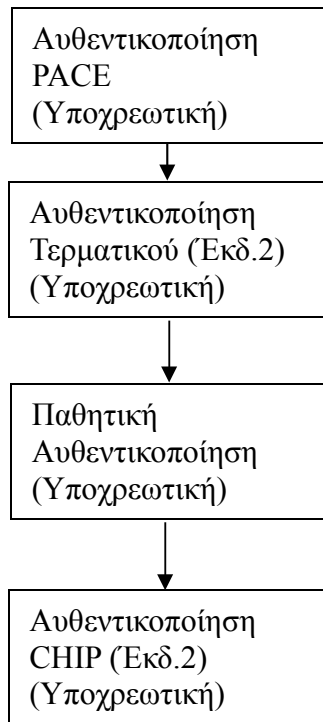 Αυθεντικοποίηση
PACE
(Υποχρεωτική)
Αυθεντικοποίηση
Τερματικού (Έκδ.2)
(Υποχρεωτική)
Παθητική
Αυθεντικοποίηση
(Υποχρεωτική)
Αυθεντικοποίηση
CHIP (Έκδ.2)
(Υποχρεωτική)